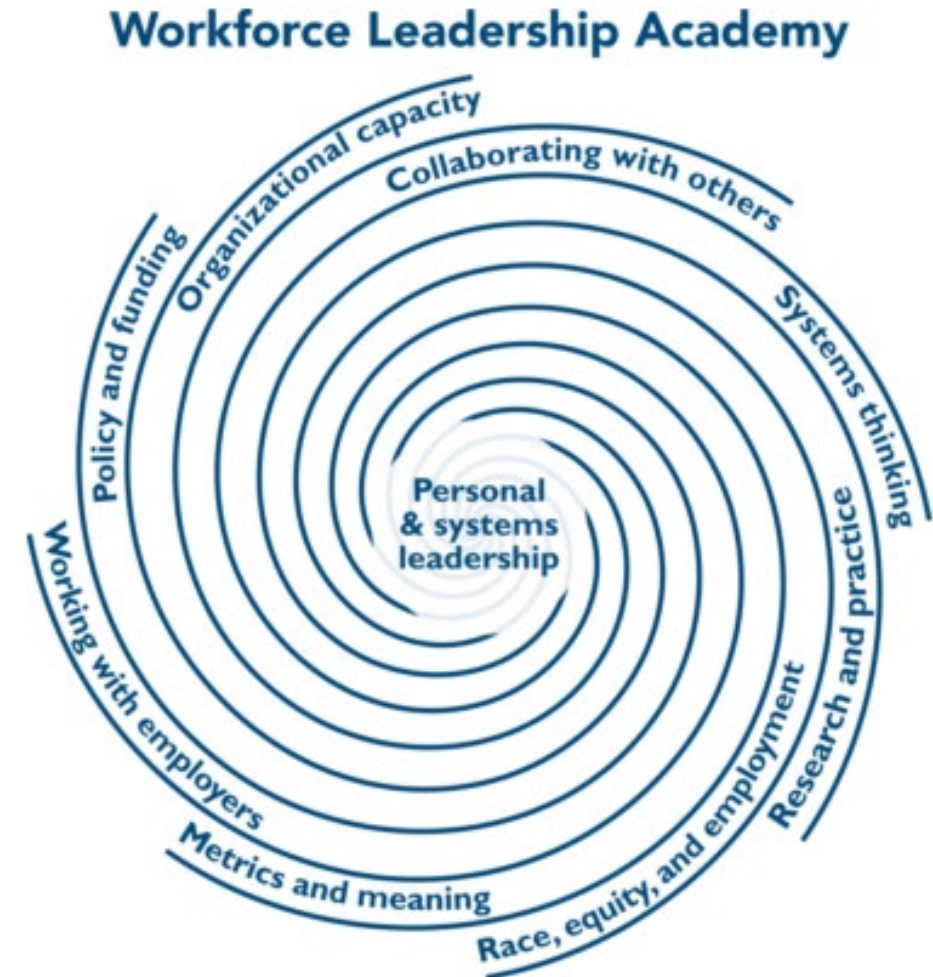 Workforce Leadership Academy
Organizational capacity
Collaborating with others
Systems thinking
Research and practice
Race, equity, and employment
Metrics and meaning
Working with employers
Policy and funding
Personal
& systems
leadership